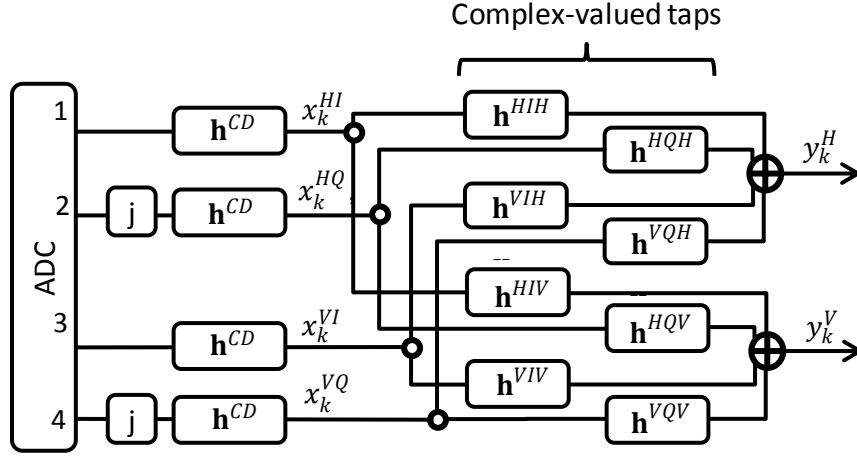 Complex-valued taps
ADC
1
2
3
4
j
j
h^{CD}
h^{CD}
h^{CD}
h^{CD}
x_k^{HI}
x_k^{HQ}
x_k^{VI}
x_k^{VQ}
h^{HIH}
h^{HQH}
h^{VIH}
h^{VQH}
h^{HIV}
h^{HQV}
h^{VIV}
h^{VQV}
y_k^H
y_k^V